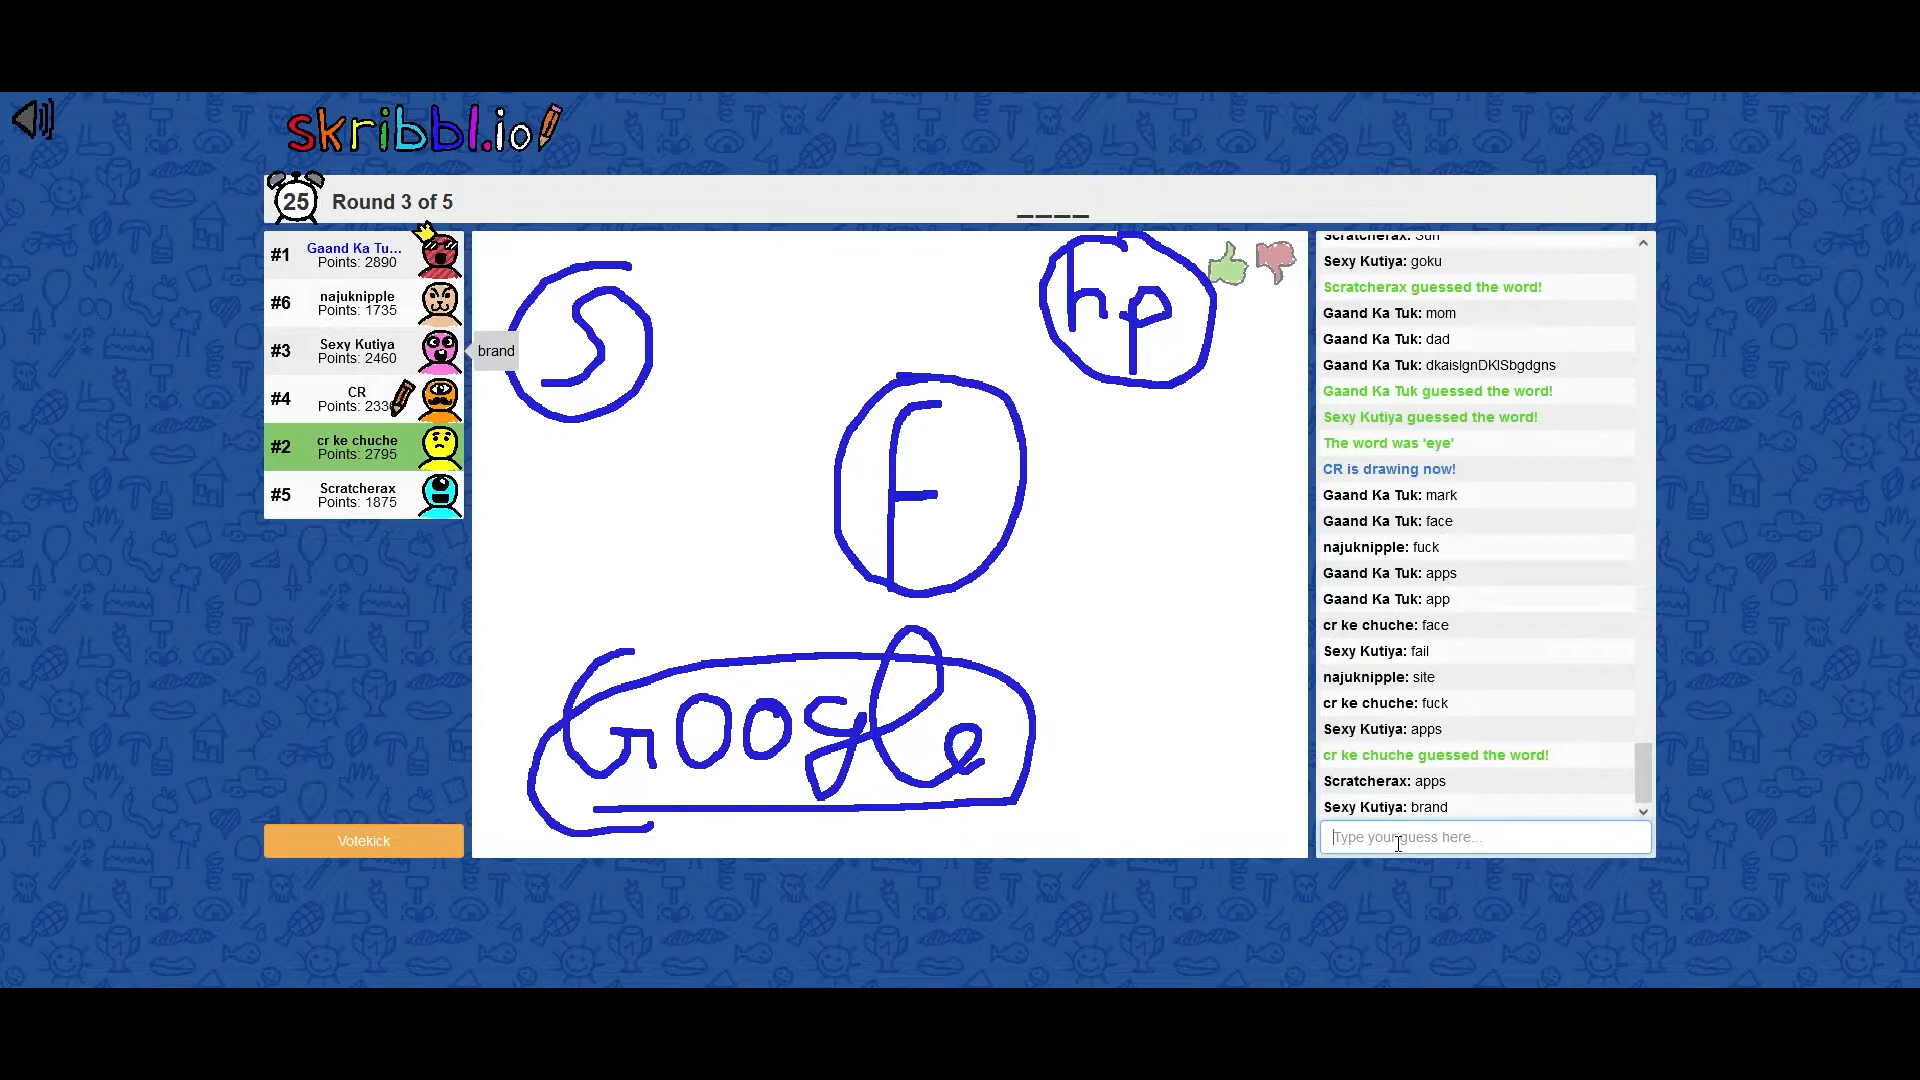 skribbl.io
25
Round 3 of 5
____
#1
Gaand Ka Tu...
Points: 2890
#6
najuknipple
Points: 1735
#3
Sexy Kutiya
Points: 2460
brand
#4
CR
Points: 233
#2
cr ke chuche
Points: 2795
#5
Scratcherax
Points: 1875
Votekick
S
hp
F
Google
Scratcherax: Sun
Sexy Kutiya: goku
Scratcherax guessed the word!
Gaand Ka Tuk: mom
Gaand Ka Tuk: dad
Gaand Ka Tuk: dkaislgnDKlSbgdgns
Gaand Ka Tuk guessed the word!
Sexy Kutiya guessed the word!
The word was 'eye'
CR is drawing now!
Gaand Ka Tuk: mark
Gaand Ka Tuk: face
najuknipple: fuck
Gaand Ka Tuk: apps
Gaand Ka Tuk: app
cr ke chuche: face
Sexy Kutiya: fail
najuknipple: site
cr ke chuche: fuck
Sexy Kutiya: apps
cr ke chuche guessed the word!
Scratcherax: apps
Sexy Kutiya: brand
Type your guess here...